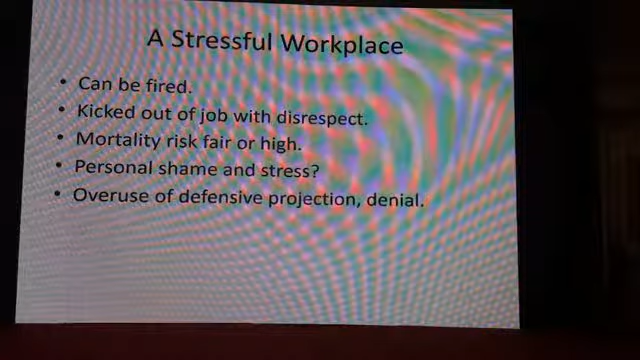 A Stressful Workplace
• Can be fired.
• Kicked out of job with disrespect.
• Mortality risk fair or high.
• Personal shame and stress?
• Overuse of defensive projection, denial.